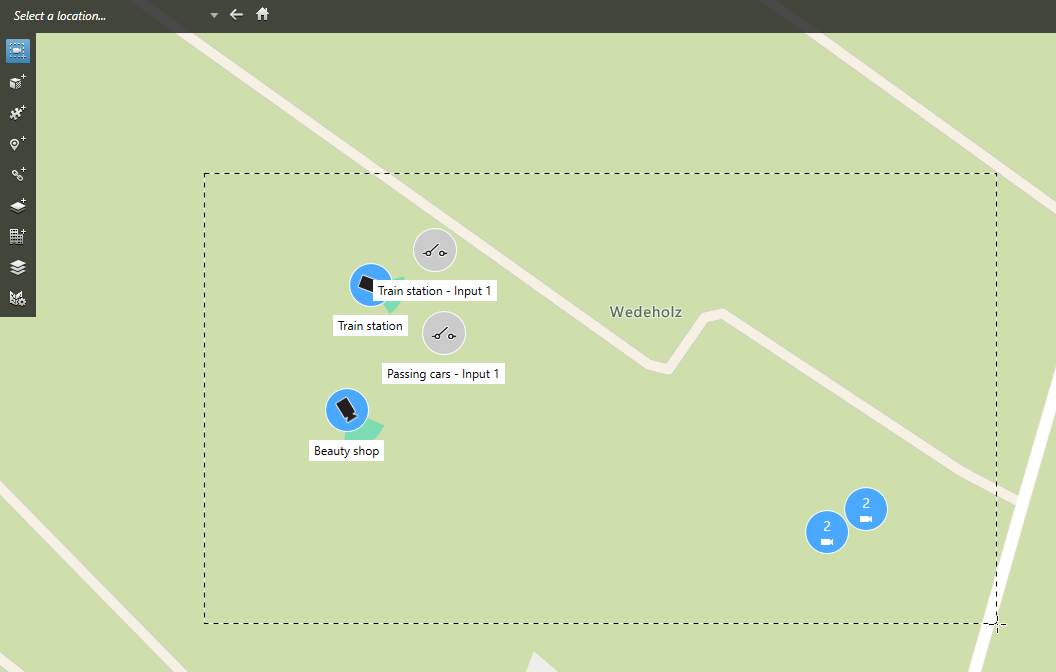 Select a location...
Train station - Input 1
Wedeholz
Train station
Passing cars - Input 1
Beauty shop
2
2